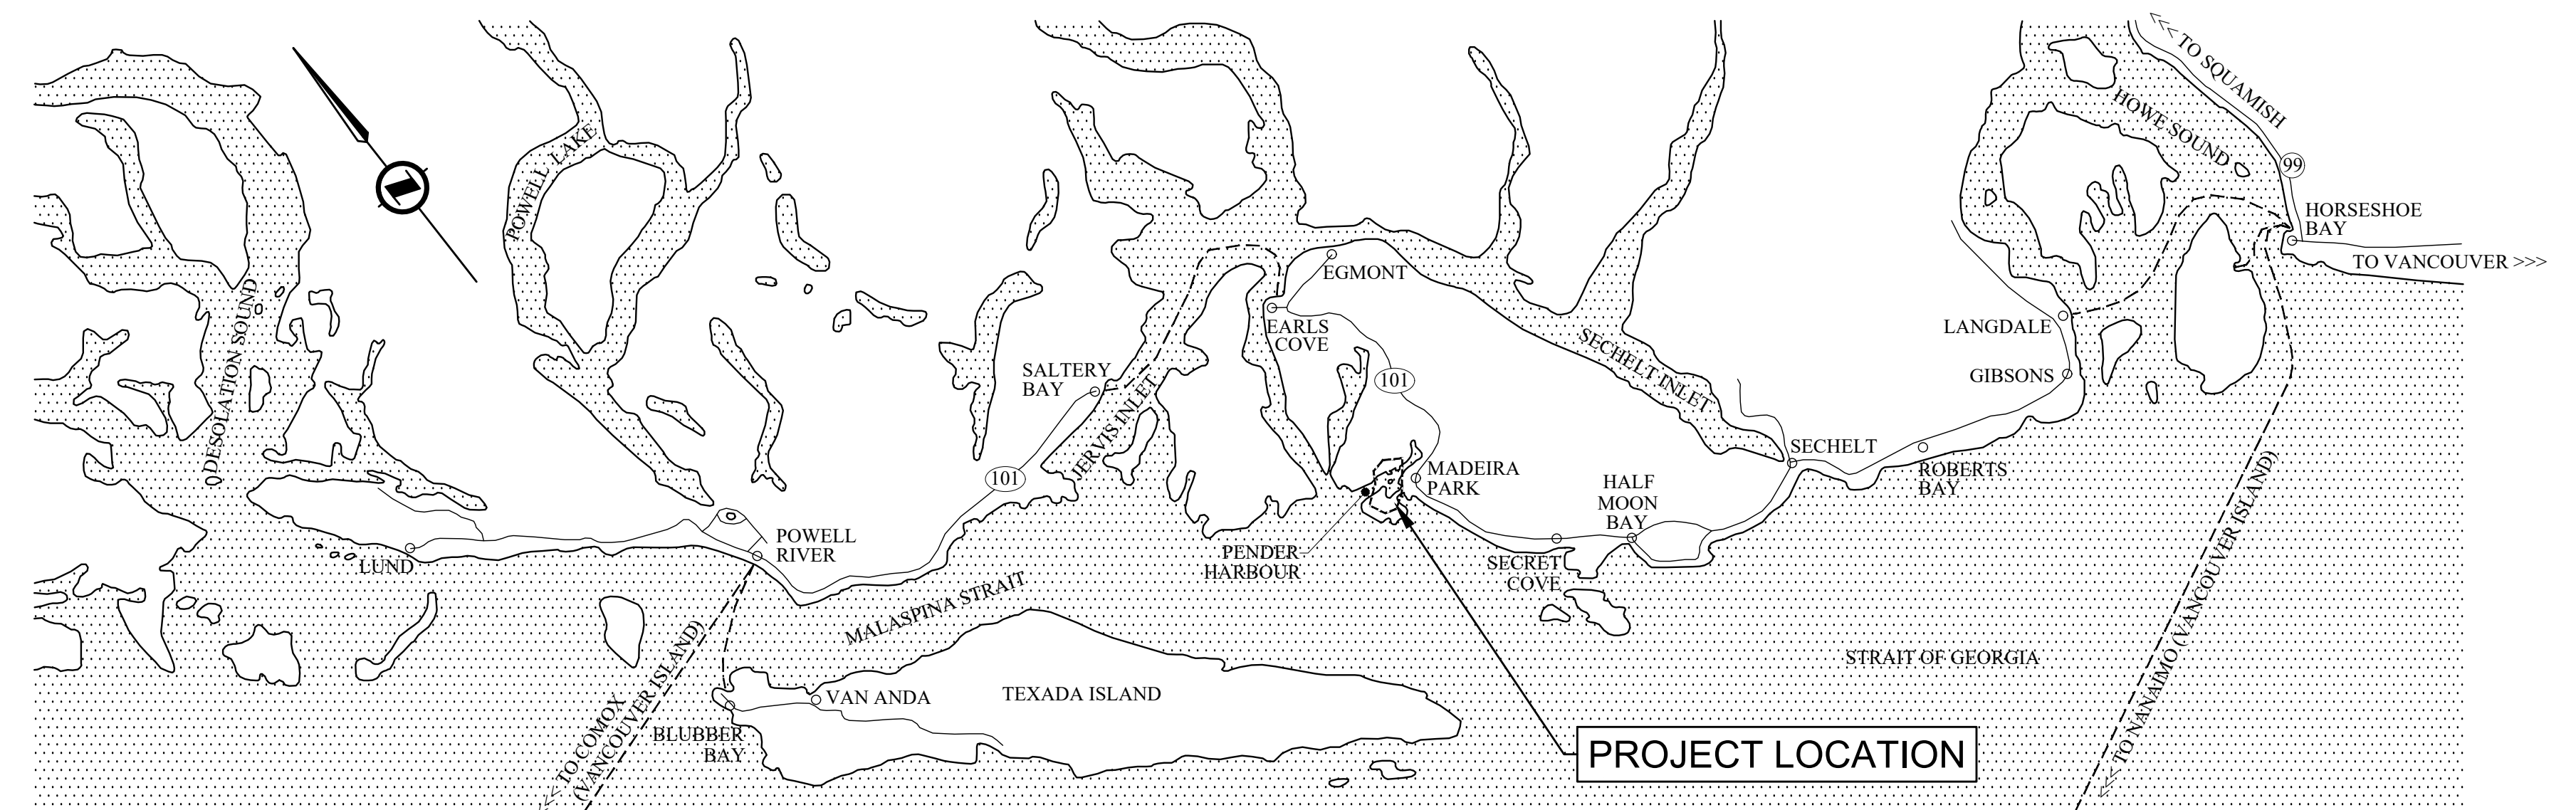 <<< TO SQUAMISH
HOWE SOUND
99
HORSESHOE
BAY
TO VANCOUVER >>>
POWELL LAKE
EGMONT
EARLS
COVE
LANGDALE
GIBSONS
DESOLATION SOUND
SALTERY
BAY
JERVIS INLET
101
SECHELT INLET
101
MADEIRA
PARK
HALF
MOON
BAY
SECHELT
ROBERTS
BAY
LUND
POWELL
RIVER
PENDER
HARBOUR
SECRET
COVE
MALASPINA STRAIT
STRAIT OF GEORGIA
<<< TO COMOX
(VANCOUVER ISLAND)
BLUBBER
BAY
VAN ANDA
TEXADA ISLAND
PROJECT LOCATION
<<< TO NANAIMO (VANCOUVER ISLAND)